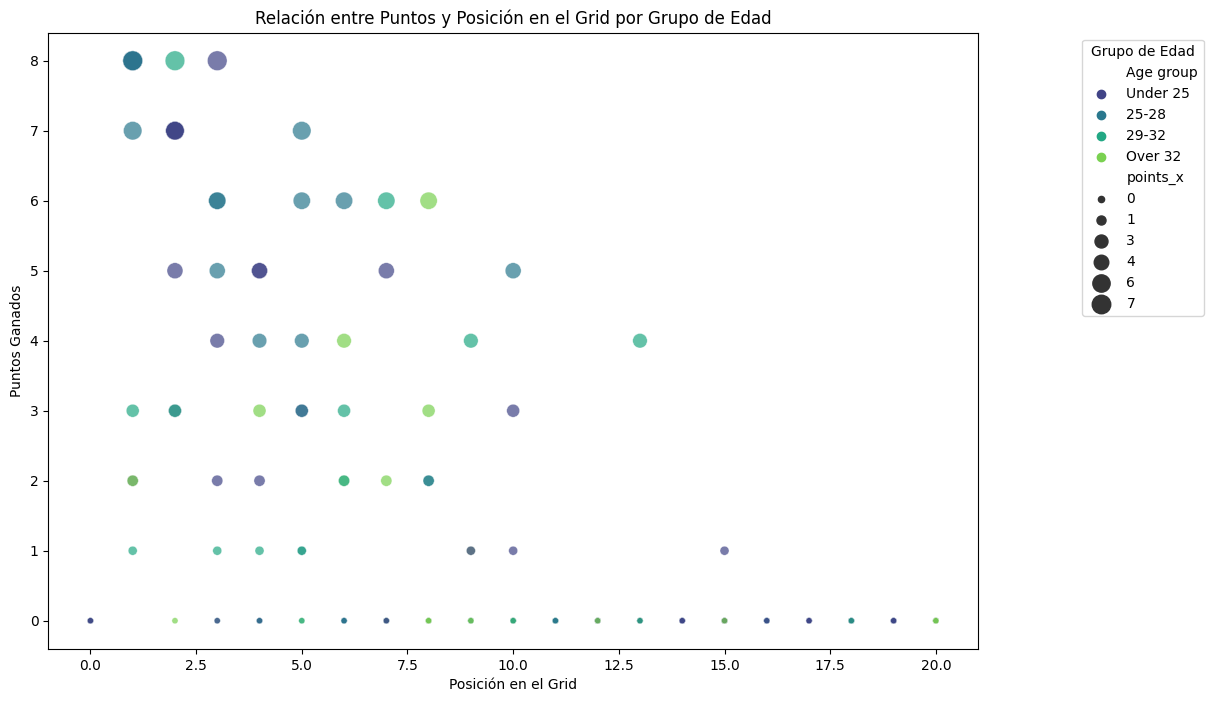 Relación entre Puntos y Posición en el Grid por Grupo de Edad
Puntos Ganados
8
7
6
5
4
3
2
1
0
0.0 2.5 5.0 7.5 10.0 12.5 15.0 17.5 20.0
Posición en el Grid
Grupo de Edad
Age group
Under 25
25-28
29-32
Over 32
points_x
0
1
3
4
6
7